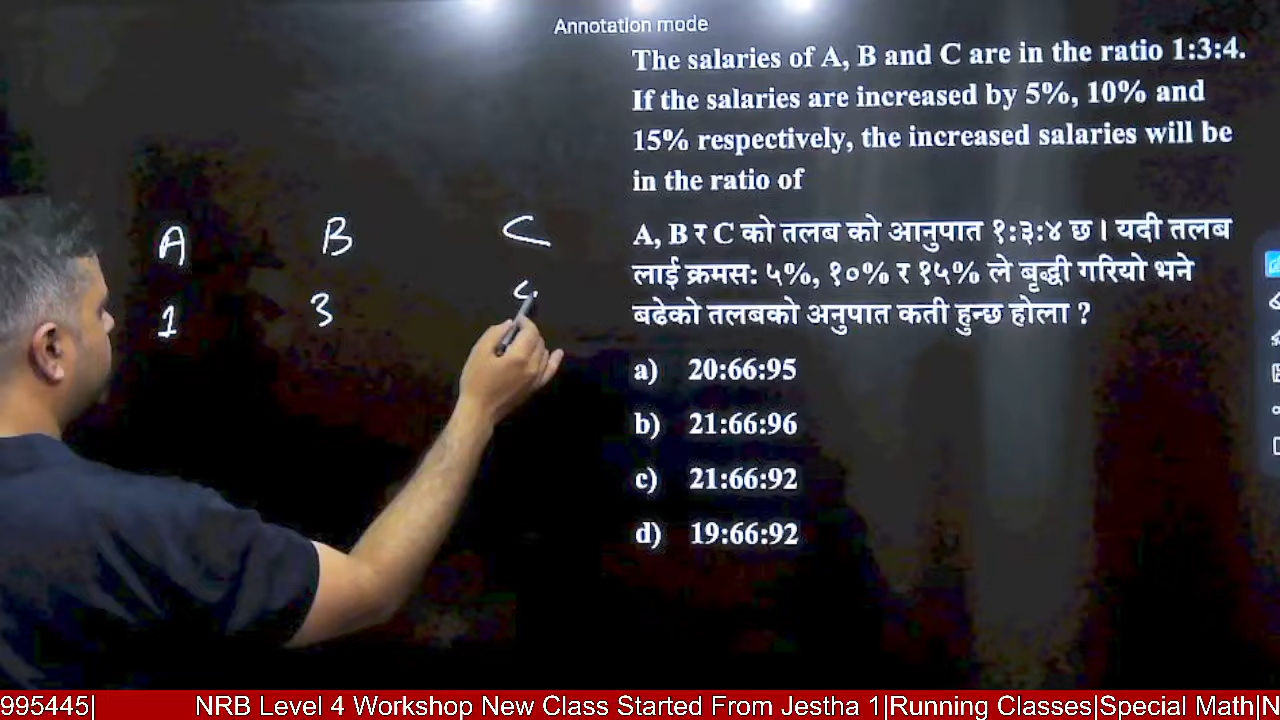 Annotation mode
The salaries of A, B and C are in the ratio 1:3:4.
If the salaries are increased by 5%, 10% and
15% respectively, the increased salaries will be
in the ratio of
A, B र C को तलब को आनुपात १:३:४ छ । यदी तलब
लाई क्रमस: ५%, १०% र १५% ले बृद्धी गरियो भने
बढेको तलबको अनुपात कती हुन्छ होला ?
a) 20:66:95
b) 21:66:96
c) 21:66:92
d) 19:66:92
A B C
1 3
995445| NRB Level 4 Workshop New Class Started From Jestha 1|Running Classes|Special Math|N